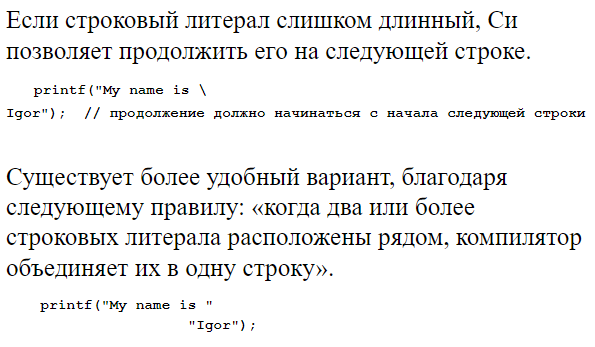 Если строковый литерал слишком длинный, Си
позволяет продолжить его на следующей строке.
printf("My name is \
Igor"); // продолжение должно начинаться с начала следующей строки
Существует более удобный вариант, благодаря
следующему правилу: «когда два или более
строковых литерала расположены рядом, компилятор
объединяет их в одну строку».
printf("My name is "
"Igor");